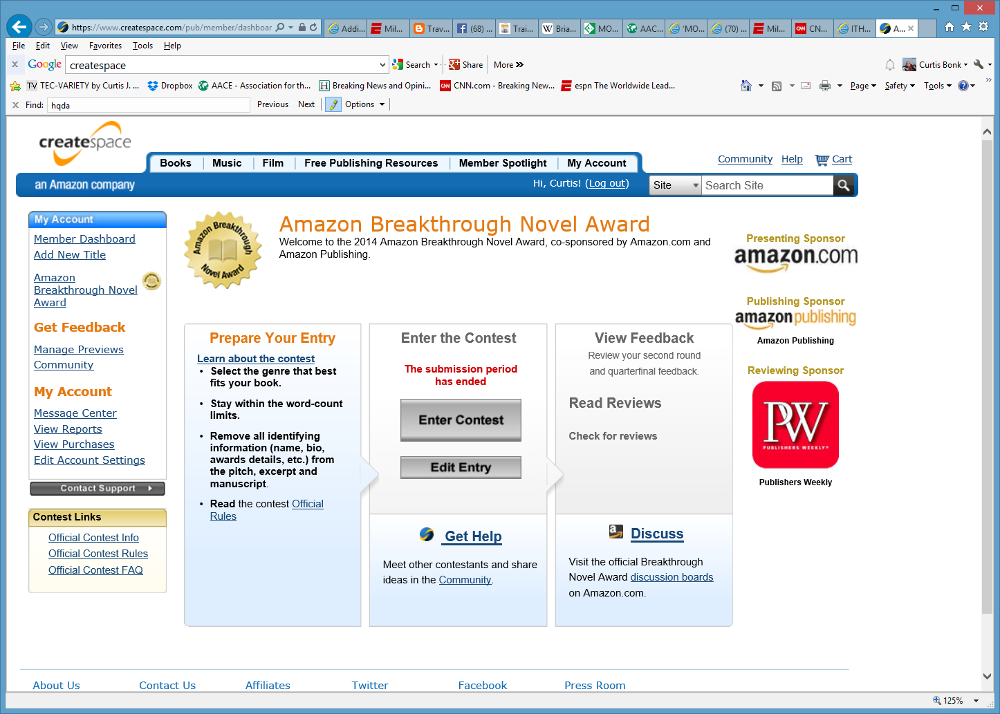 https://www.createspace.com/pub/member/dashboar
Addi...
Mil...
Trav...
(68) ...
Trai...
Bria...
MO...
AAC...
'MO...
(70) ...
Mil...
CN...
ITH...
A...
File Edit View Favorites Tools Help
x Google createspace Search Share More »
Curtis Bonk
TEC-VARIETY by Curtis J. ... Dropbox AACE - Association for th... Breaking News and Opini... CNN.com - Breaking New... espn The Worldwide Lead...
Page Safety Tools
x Find: hqda Previous Next Options
createspace
Books Music Film Free Publishing Resources Member Spotlight My Account
Community Help Cart
an Amazon company
Hi, Curtis! (Log out)
Site Search Site
My Account
Member Dashboard
Add New Title
Amazon
Breakthrough Novel
Award
Get Feedback
Manage Previews
Community
My Account
Message Center
View Reports
View Purchases
Edit Account Settings
Contact Support
Contest Links
Official Contest Info
Official Contest Rules
Official Contest FAQ
Amazon Breakthrough
Novel Award
Amazon Breakthrough Novel Award
Welcome to the 2014 Amazon Breakthrough Novel Award, co-sponsored by Amazon.com and
Amazon Publishing.
Prepare Your Entry
Learn about the contest
• Select the genre that best
fits your book.
• Stay within the word-count
limits.
• Remove all identifying
information (name, bio,
awards details, etc.) from
the pitch, excerpt and
manuscript.
• Read the contest Official
Rules
Enter the Contest
The submission period
has ended
Enter Contest
Edit Entry
Get Help
Meet other contestants and share
ideas in the Community.
View Feedback
Review your second round
and quarterfinal feedback.
Read Reviews
Check for reviews
Discuss
Visit the official Breakthrough
Novel Award discussion boards
on Amazon.com.
Presenting Sponsor
amazon.com
Publishing Sponsor
amazonpublishing
Amazon Publishing
Reviewing Sponsor
PW
PUBLISHERS WEEKLY
Publishers Weekly
About Us Contact Us Affiliates Twitter Facebook Press Room
125%